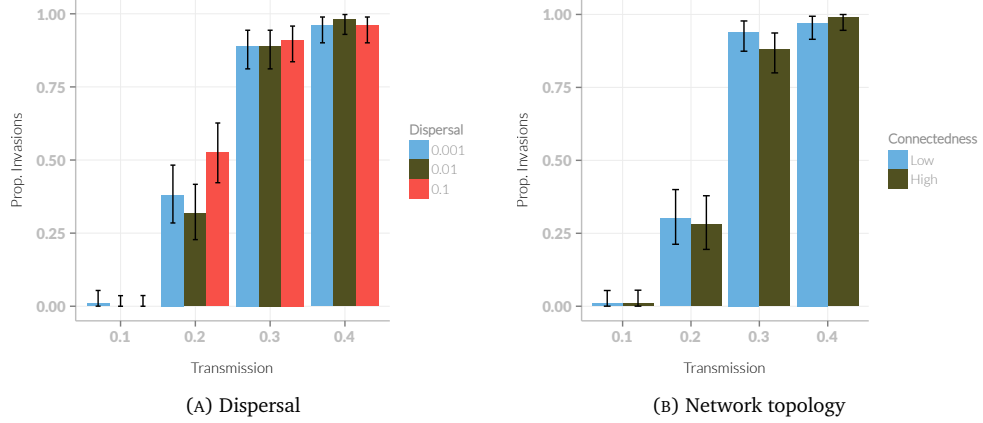 1.00
0.75
0.50
0.25
0.00
Prop. Invasions
0.1 0.2 0.3 0.4
Transmission
Dispersal
0.001
0.01
0.1
(A) Dispersal
1.00
0.75
0.50
0.25
0.00
Prop. Invasions
0.1 0.2 0.3 0.4
Transmission
Connectedness
Low
High
(B) Network topology